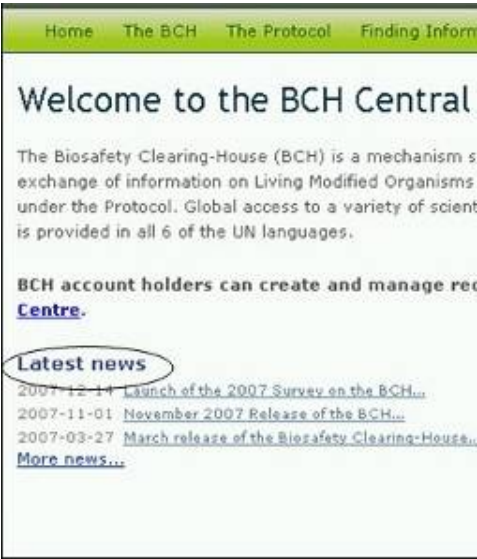 Home The BCH The Protocol Finding Inform
Welcome to the BCH Central
The Biosafety Clearing-House (BCH) is a mechanism s
exchange of information on Living Modified Organisms
under the Protocol. Global access to a variety of scient
is provided in all 6 of the UN languages.
BCH account holders can create and manage rec
Centre.
Latest news
2007-12-14 Launch of the 2007 Survey on the BCH...
2007-11-01 November 2007 Release of the BCH...
2007-03-27 March release of the Biosafety Clearing-House..
More news...